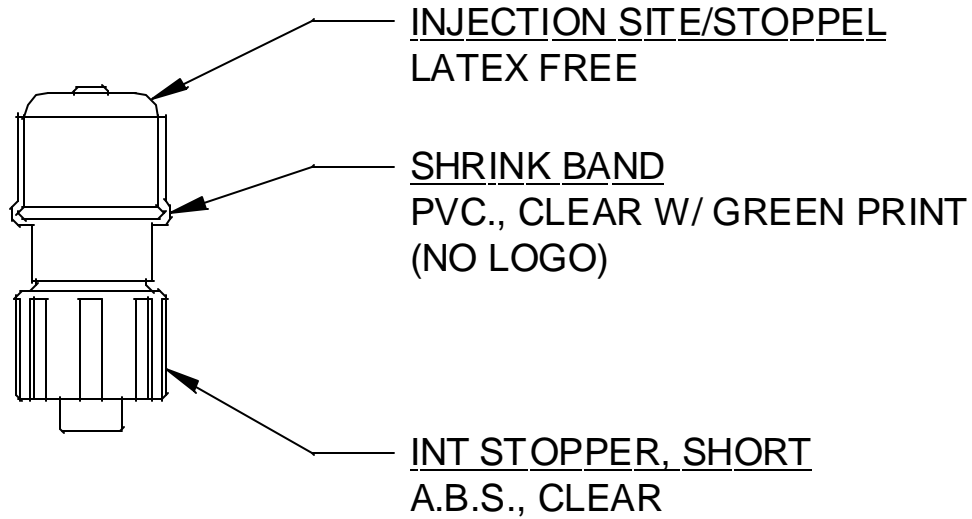 INJECTION SITE/STOPPEL
LATEX FREE
SHRINK BAND
PVC., CLEAR W/ GREEN PRINT
(NO LOGO)
INT STOPPER, SHORT
A.B.S., CLEAR